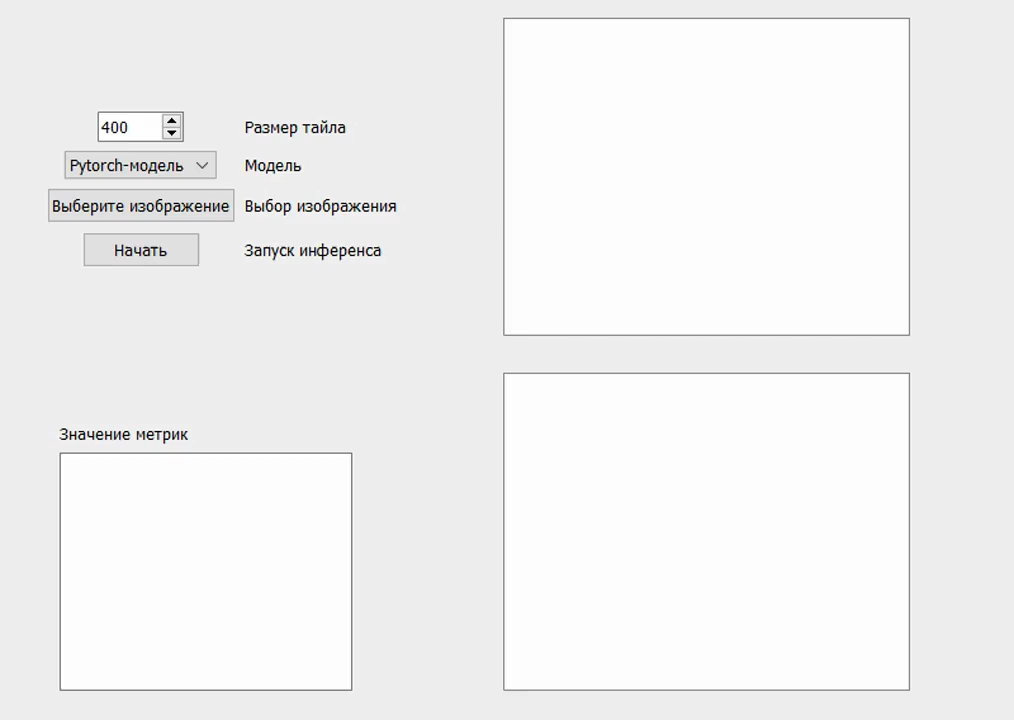 400 Размер тайла
Pytorch-модель Модель
Выберите изображение Выбор изображения
Начать Запуск инференса
Значение метрик